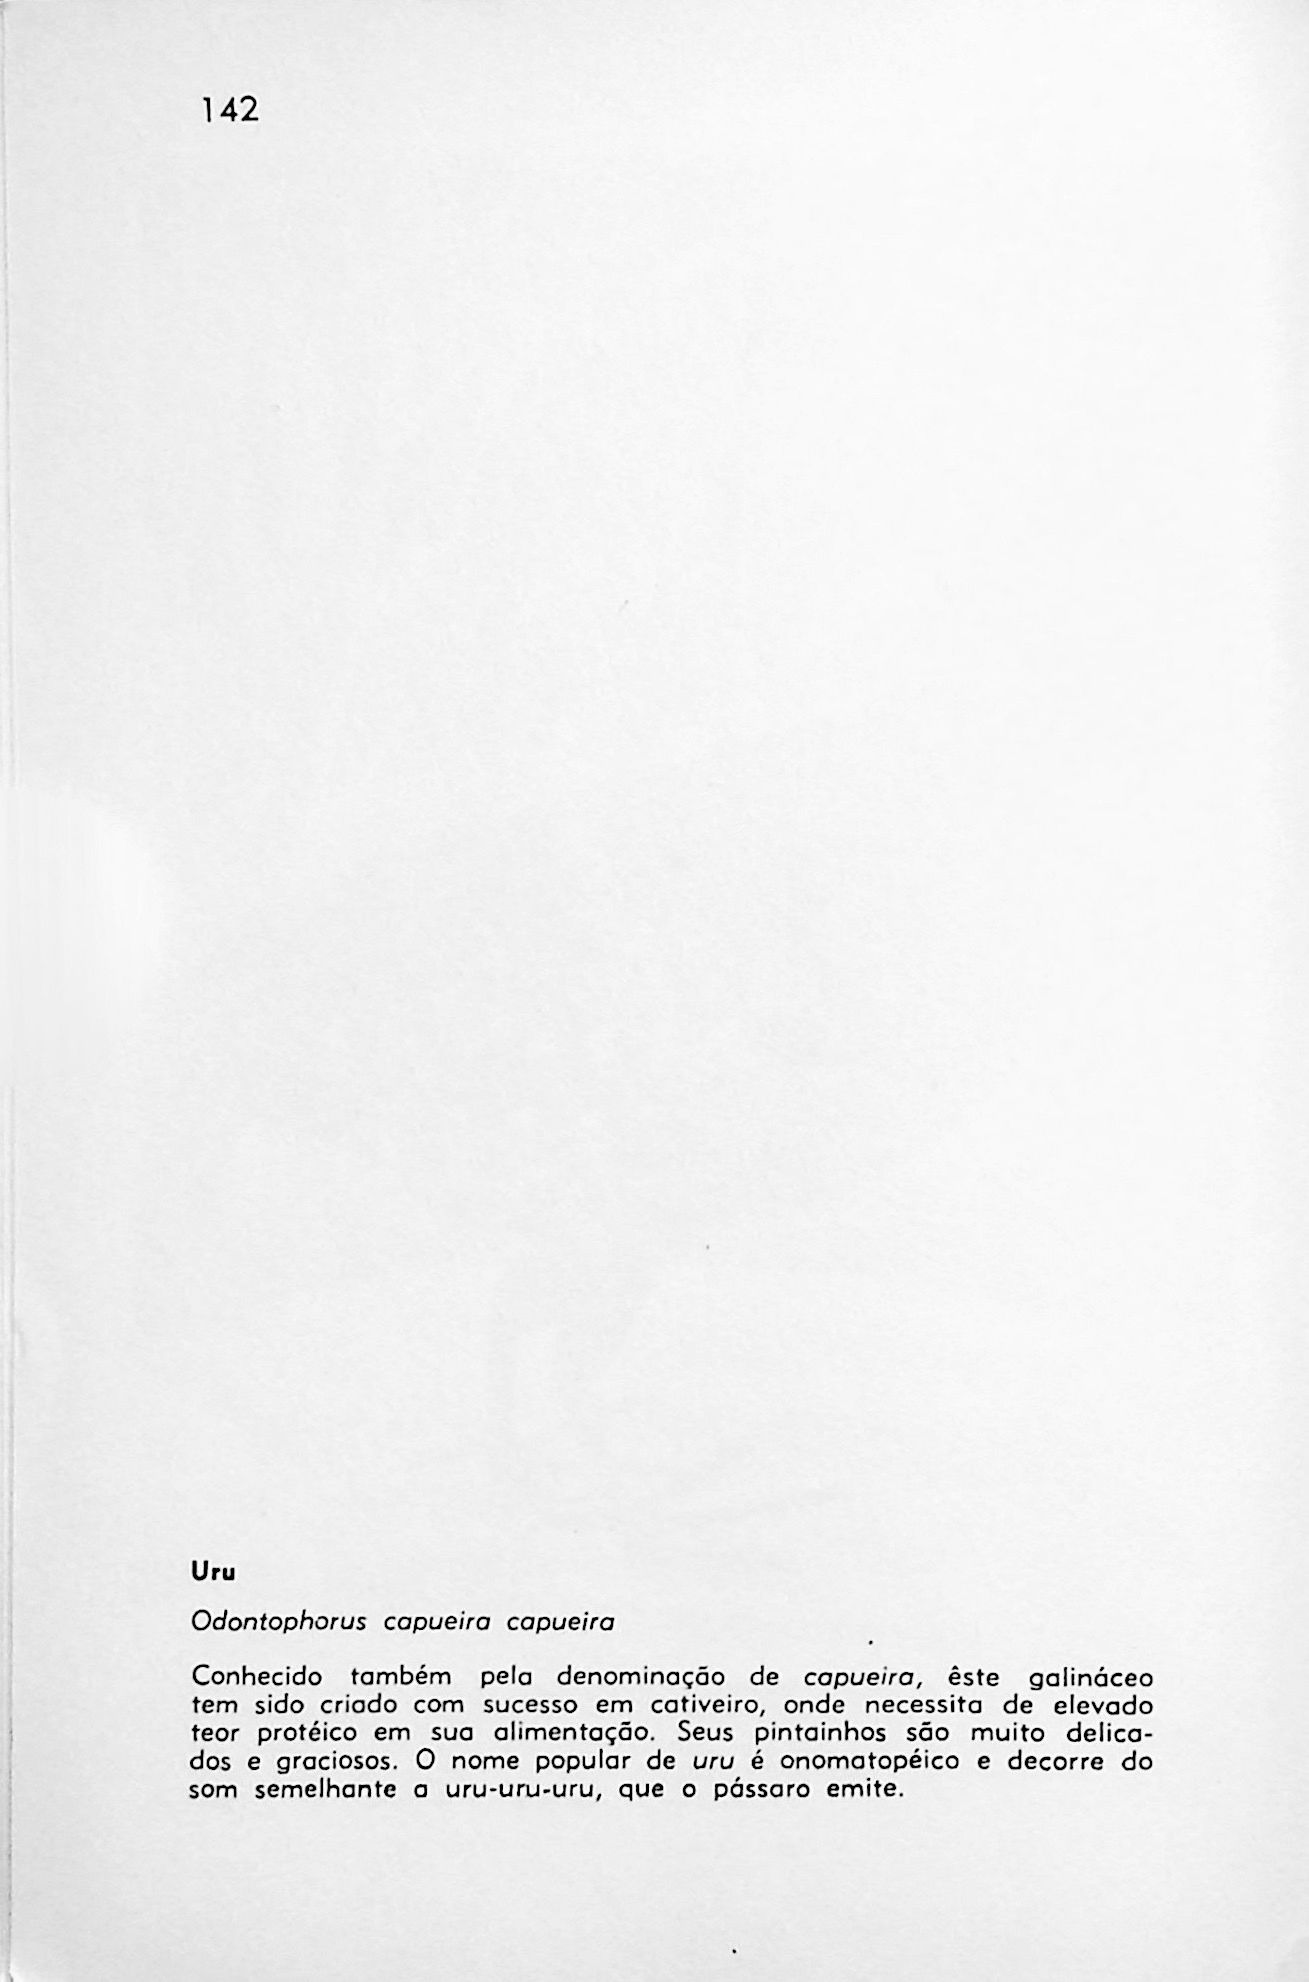 142
Uru
Odontophorus capueira capueira
Conhecido também pela denominação de capueira, êste galináceo
tem sido criado com sucesso em cativeiro, onde necessita de elevado
teor protéico em sua alimentação. Seus pintainhos são muito delica-
dos e graciosos. O nome popular de uru é onomatopéico e decorre do
som semelhante a uru-uru-uru, que o pássaro emite.